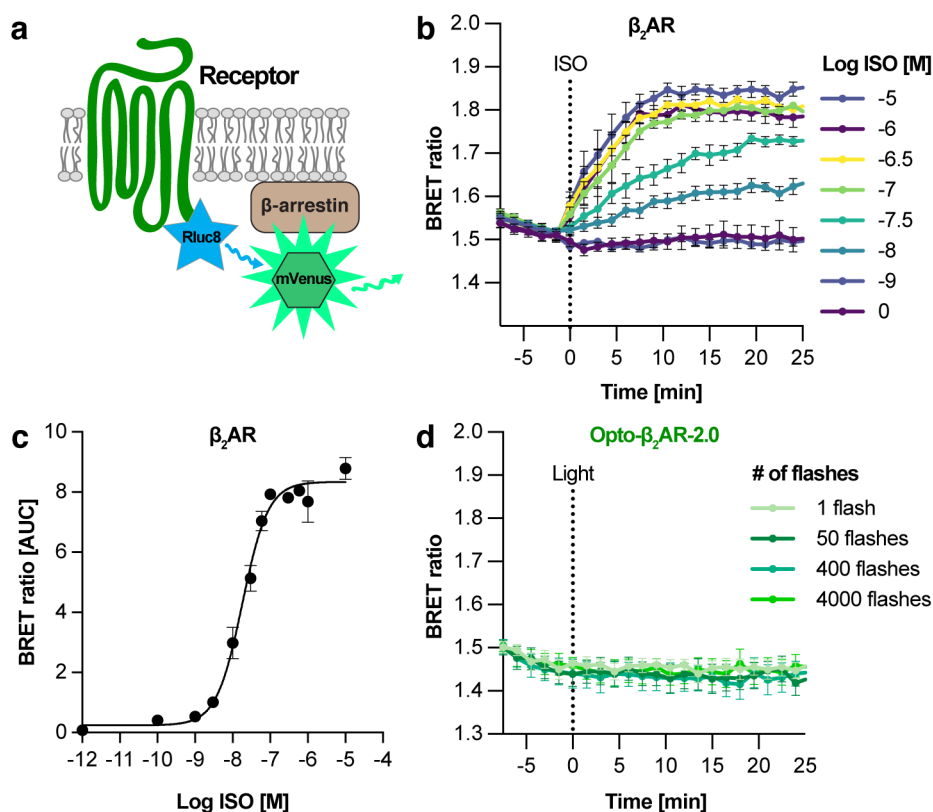 a
Receptor
Rluc8
β-arrestin
mVenus
b
β₂AR
ISO
BRET ratio
2.0
1.9
1.8
1.7
1.6
1.5
1.4
-5 0 5 10 15 20 25
Time [min]
Log ISO [M]
-5
-6
-6.5
-7
-7.5
-8
-9
0
c
β₂AR
BRET ratio [AUC]
10
8
6
4
2
0
-12 -11 -10 -9 -8 -7 -6 -5 -4
Log ISO [M]
d
Opto-β₂AR-2.0
Light
BRET ratio
2.0
1.9
1.8
1.7
1.6
1.5
1.4
1.3
-5 0 5 10 15 20 25
Time [min]
# of flashes
1 flash
50 flashes
400 flashes
4000 flashes